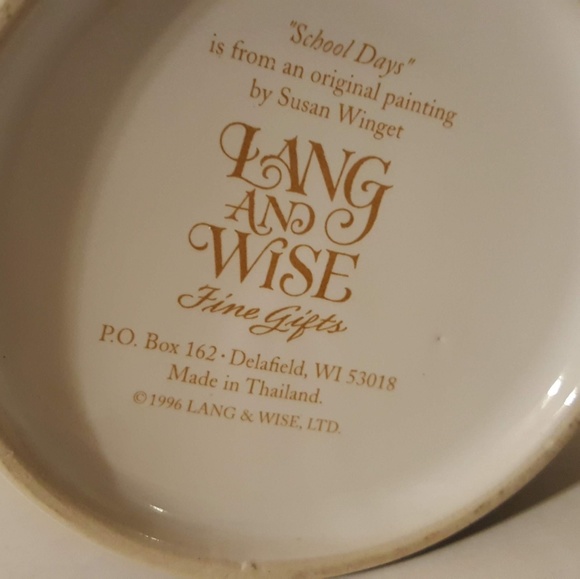 "School Days"
is from an original painting
by Susan Winget
LANG
AND
WISE
Fine Gifts
P.O. Box 162 · Delafield, WI 53018
Made in Thailand.
©1996 LANG & WISE, LTD.